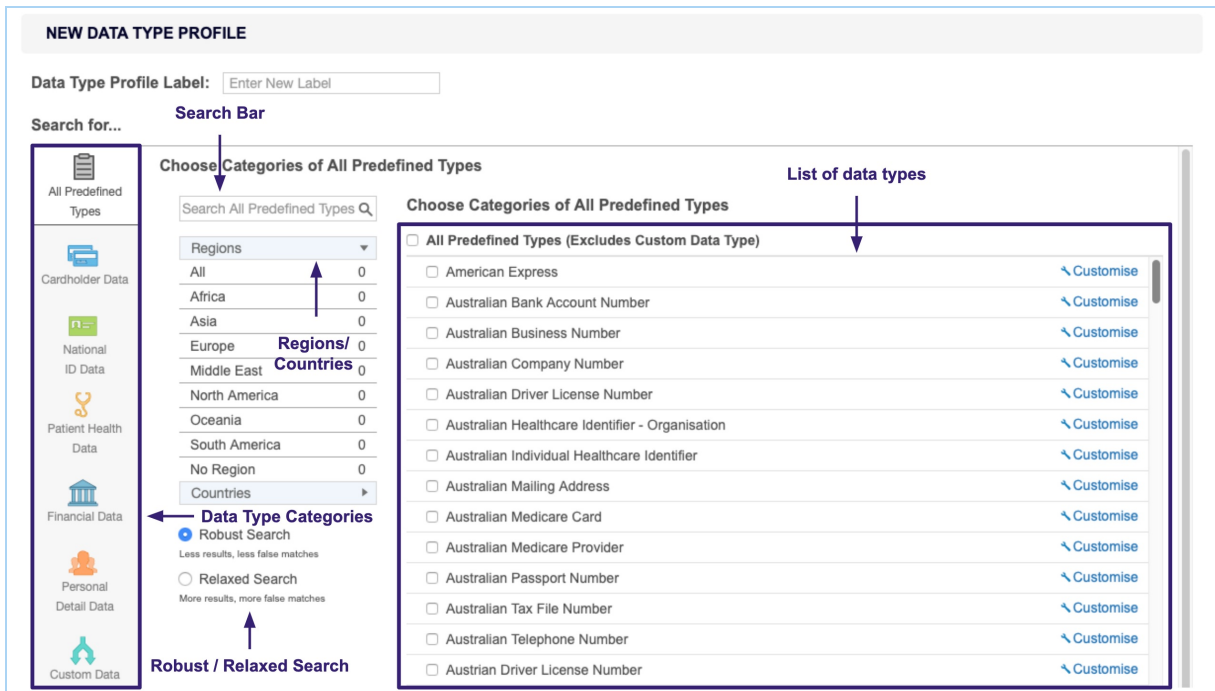 NEW DATA TYPE PROFILE
Data Type Profile Label: Enter New Label
Search Bar
Search for...
All Predefined
Types
Cardholder Data
National
ID Data
Patient Health
Data
Financial Data
Personal
Detail Data
Custom Data
Choose Categories of All Predefined Types
Search All Predefined Types
Regions
All 0
Africa 0
Asia 0
Europe 0
Middle East 0
North America 0
Oceania 0
South America 0
No Region 0
Countries
Regions/
Countries
Data Type Categories
Robust Search
Less results, less false matches
Relaxed Search
More results, more false matches
Robust / Relaxed Search
List of data types
Choose Categories of All Predefined Types
All Predefined Types (Excludes Custom Data Type)
American Express Customise
Australian Bank Account Number Customise
Australian Business Number Customise
Australian Company Number Customise
Australian Driver License Number Customise
Australian Healthcare Identifier - Organisation Customise
Australian Individual Healthcare Identifier Customise
Australian Mailing Address Customise
Australian Medicare Card Customise
Australian Medicare Provider Customise
Australian Passport Number Customise
Australian Tax File Number Customise
Australian Telephone Number Customise
Austrian Driver License Number Customise